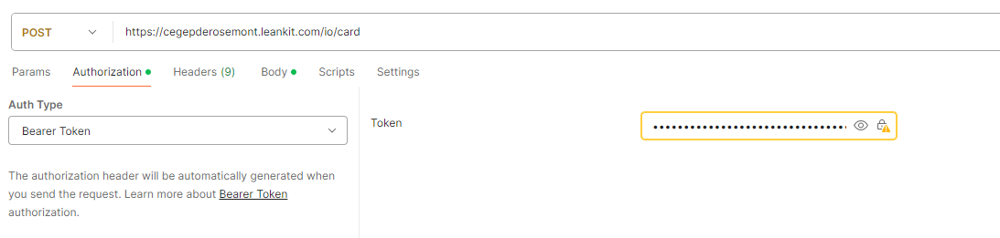 POST https://cegepderosemont.leankit.com/io/card
Params Authorization Headers (9) Body Scripts Settings
Auth Type
Bearer Token
Token
The authorization header will be automatically generated when
you send the request. Learn more about Bearer Token
authorization.